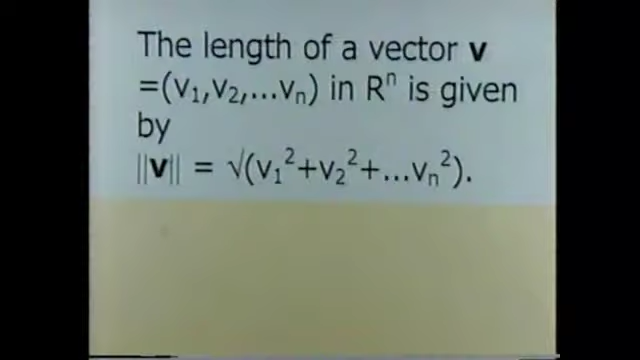 The length of a vector v
=(v₁,v₂,...vₙ) in Rⁿ is given
by
||v|| = √(v₁²+v₂²+...vₙ²).